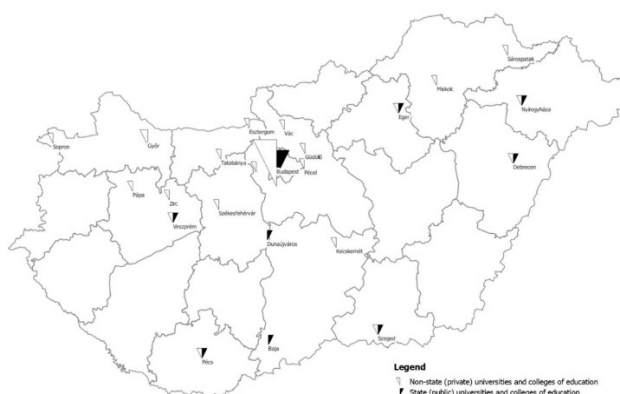 Sárospatak
Miskolc
Nyíregyháza
Eger
Esztergom
Vác
Sopron
Győr
Gödöllő
Tatabánya
Debrecen
Budapest
Pécel
Pápa
Zirc
Székesfehérvár
Veszprém
Dunaújváros
Kecskemét
Szeged
Baja
Pécs
Legend
Non-state (private) universities and colleges of education
State (public) universities and colleges of education